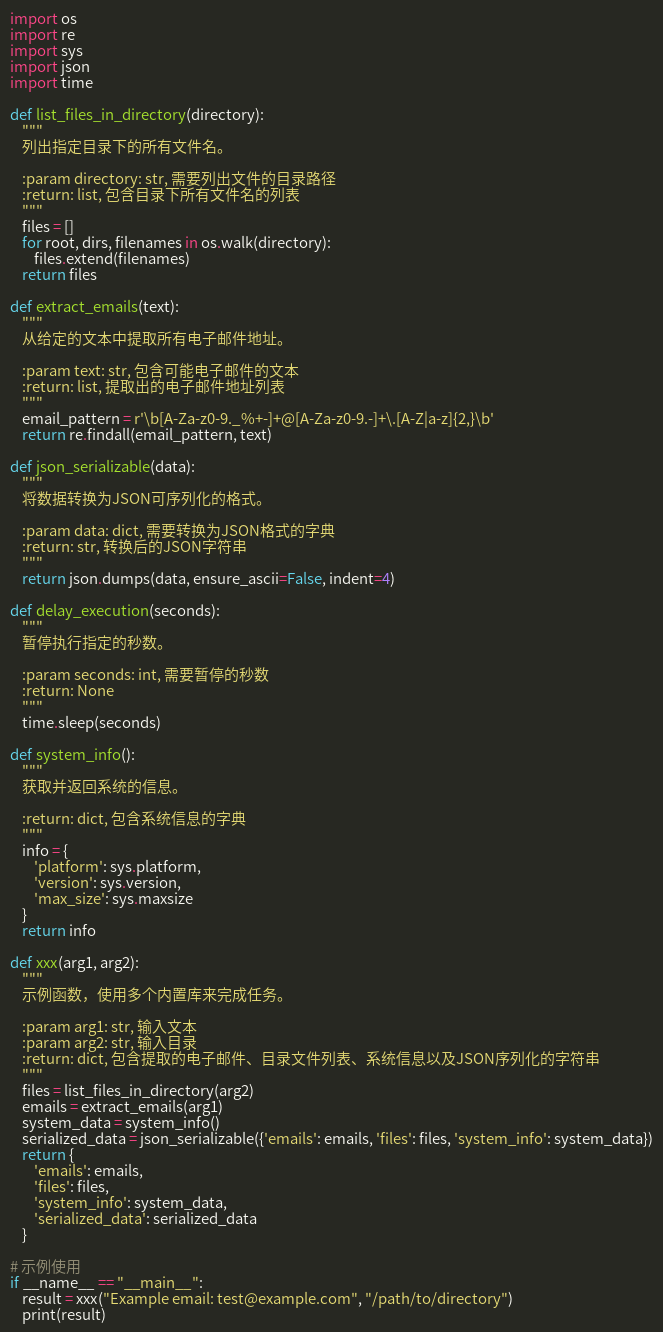 import os
import re
import sys
import json
import time

def list_files_in_directory(directory):
    """
    列出指定目录下的所有文件名。

    :param directory: str, 需要列出文件的目录路径
    :return: list, 包含目录下所有文件名的列表
    """
    files = []
    for root, dirs, filenames in os.walk(directory):
        files.extend(filenames)
    return files

def extract_emails(text):
    """
    从给定的文本中提取所有电子邮件地址。

    :param text: str, 包含可能电子邮件的文本
    :return: list, 提取出的电子邮件地址列表
    """
    email_pattern = r'\b[A-Za-z0-9._%+-]+@[A-Za-z0-9.-]+\.[A-Z|a-z]{2,}\b'
    return re.findall(email_pattern, text)

def json_serializable(data):
    """
    将数据转换为JSON可序列化的格式。

    :param data: dict, 需要转换为JSON格式的字典
    :return: str, 转换后的JSON字符串
    """
    return json.dumps(data, ensure_ascii=False, indent=4)

def delay_execution(seconds):
    """
    暂停执行指定的秒数。

    :param seconds: int, 需要暂停的秒数
    :return: None
    """
    time.sleep(seconds)

def system_info():
    """
    获取并返回系统的信息。

    :return: dict, 包含系统信息的字典
    """
    info = {
        'platform': sys.platform,
        'version': sys.version,
        'max_size': sys.maxsize
    }
    return info

def xxx(arg1, arg2):
    """
    示例函数，使用多个内置库来完成任务。

    :param arg1: str, 输入文本
    :param arg2: str, 输入目录
    :return: dict, 包含提取的电子邮件、目录文件列表、系统信息以及JSON序列化的字符串
    """
    files = list_files_in_directory(arg2)
    emails = extract_emails(arg1)
    system_data = system_info()
    serialized_data = json_serializable({'emails': emails, 'files': files, 'system_info': system_data})
    return {
        'emails': emails,
        'files': files,
        'system_info': system_data,
        'serialized_data': serialized_data
    }

# 示例使用
if __name__ == "__main__":
    result = xxx("Example email: test@example.com", "/path/to/directory")
    print(result)